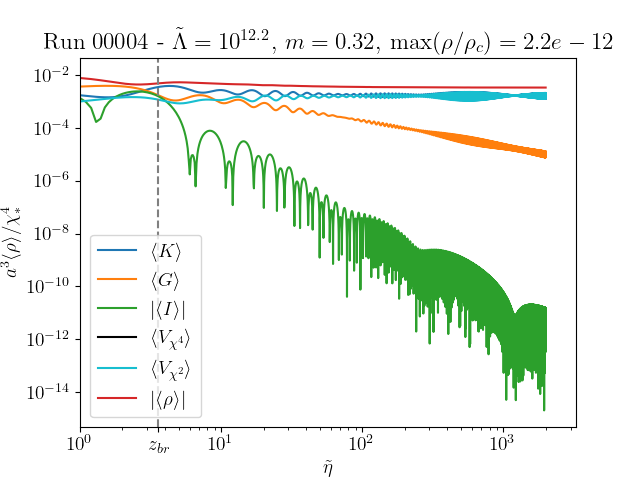 Run 00004 - Λ̃ = 10^12.2, m = 0.32, max(ρ/ρ_c) = 2.2e − 12
10^−2
10^−4
10^−6
10^−8
10^−10
10^−12
10^−14
a^3⟨ρ⟩/χ_*^4
⟨K⟩
⟨G⟩
|⟨I⟩|
⟨V_χ^4⟩
⟨V_χ^2⟩
|⟨ρ⟩|
10^0
z_br
10^1
10^2
10^3
η̃